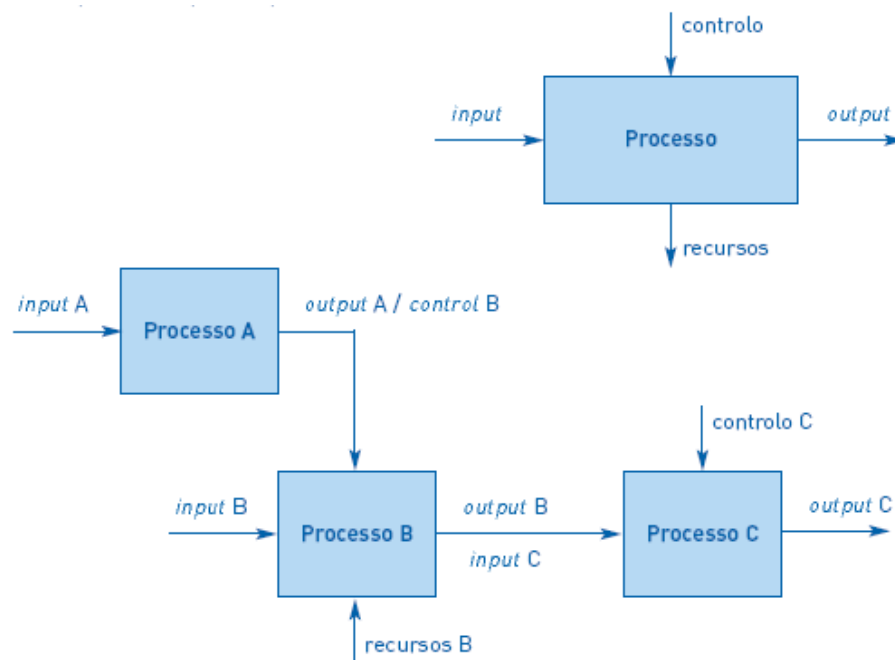 controlo
input
Processo
output
recursos
input A
Processo A
output A / control B
controlo C
input B
Processo B
output B
input C
Processo C
output C
recursos B